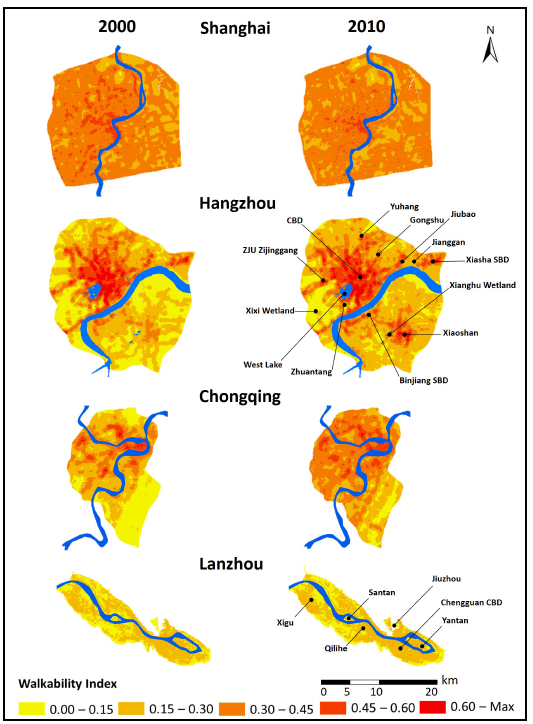 2000 Shanghai 2010
N
Hangzhou
Yuhang
CBD
Gongshu
Jiubao
Jianggan
ZJU Zijinggang
Xiasha SBD
Xianghu Wetland
Xixi Wetland
Xiaoshan
West Lake
Zhuantang
Binjiang SBD
Chongqing
Lanzhou
Jiuzhou
Santan
Chengguan CBD
Xigu
Yantan
Qilihe
Walkability Index
km
0 5 10 20
0.00 – 0.15 0.15 – 0.30 0.30 – 0.45 0.45 – 0.60 0.60 – Max